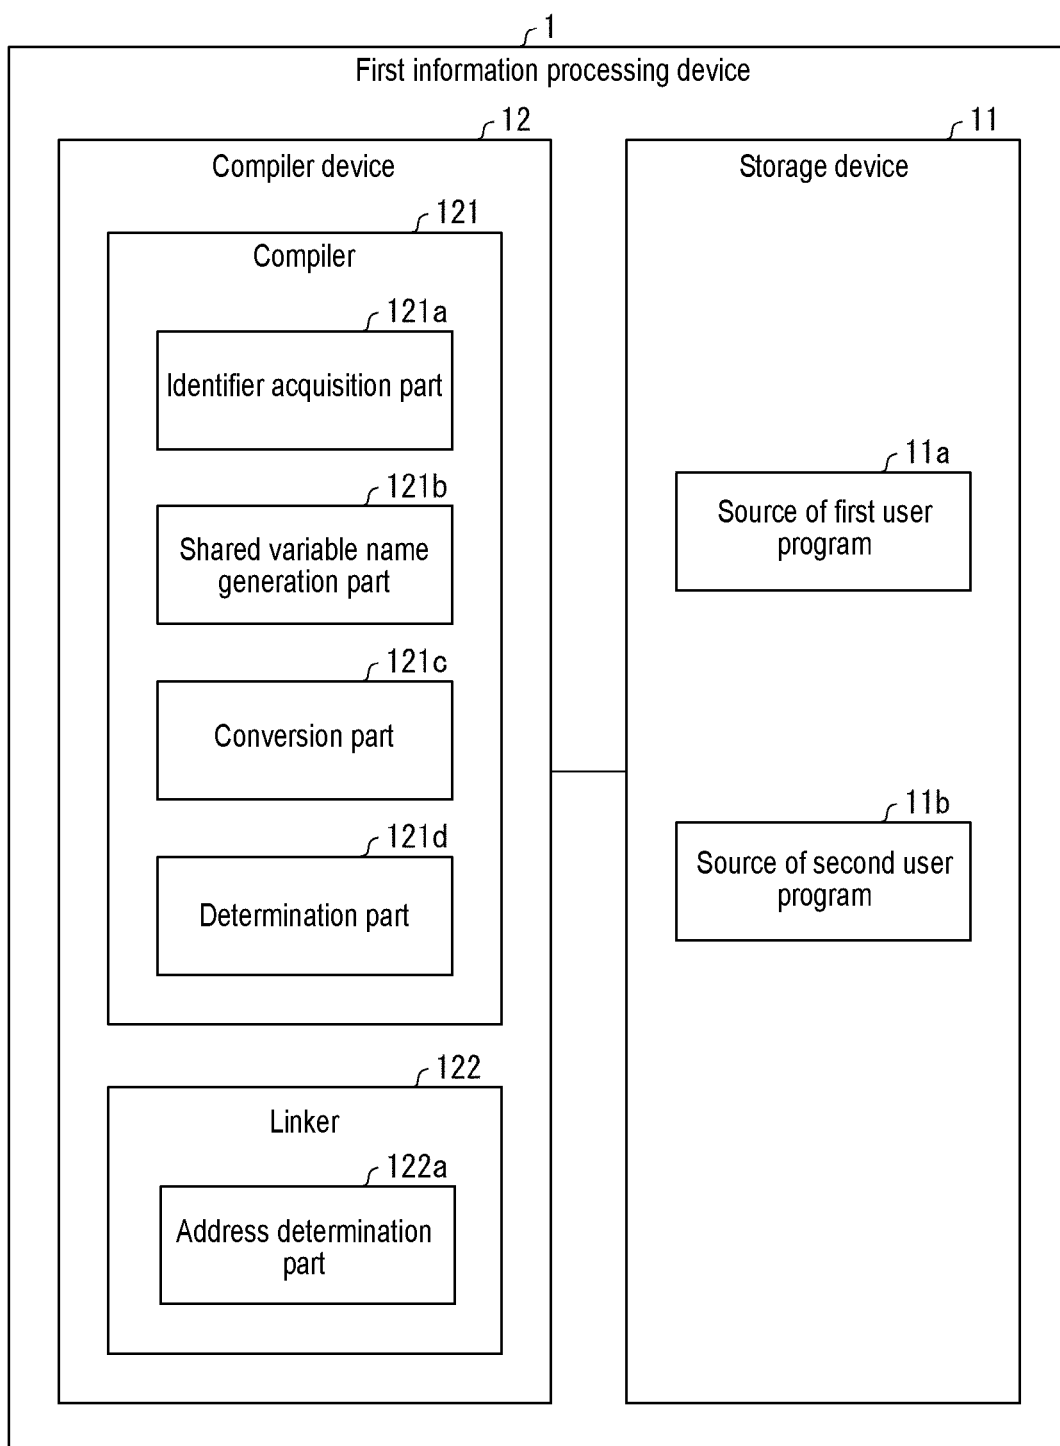 1
First information processing device
12
Compiler device
121
Compiler
121a
Identifier acquisition part
121b
Shared variable name
generation part
121c
Conversion part
121d
Determination part
122
Linker
122a
Address determination
part
11
Storage device
11a
Source of first user
program
11b
Source of second user
program